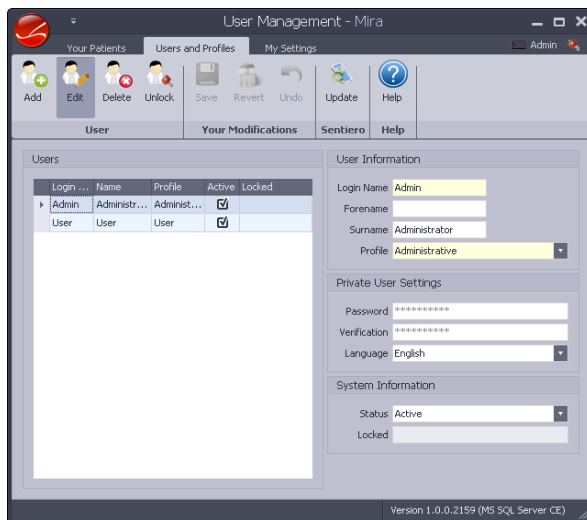 User Management - Mira
Your Patients Users and Profiles My Settings Admin
Add Edit Delete Unlock Save Revert Undo Update Help
User Your Modifications Sentiero Help
Users
Login ... Name Profile Active Locked
Admin Administr... Administ...
User User User
User Information
Login Name Admin
Forename
Surname Administrator
Profile Administrative
Private User Settings
Password **********
Verification **********
Language English
System Information
Status Active
Locked
Version 1.0.0.2159 (MS SQL Server CE)